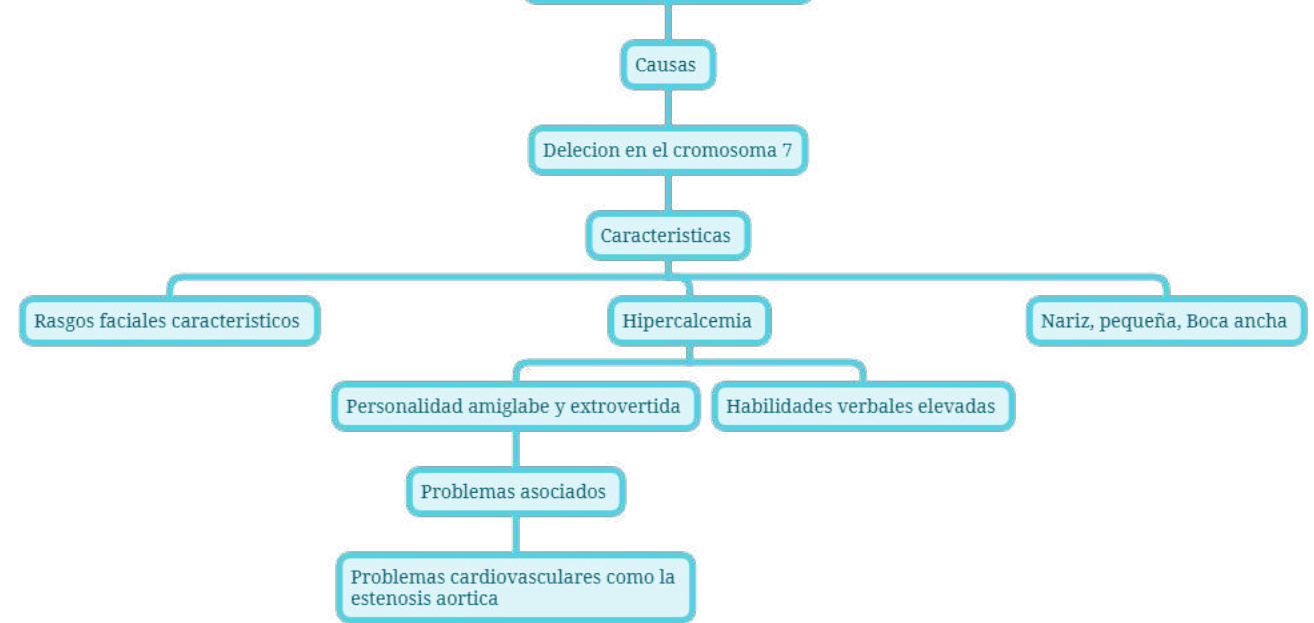 Causas
Delecion en el cromosoma 7
Caracteristicas
Rasgos faciales caracteristicos
Hipercalcemia
Nariz, pequeña, Boca ancha
Personalidad amiglabe y extrovertida
Habilidades verbales elevadas
Problemas asociados
Problemas cardiovasculares como la
estenosis aortica